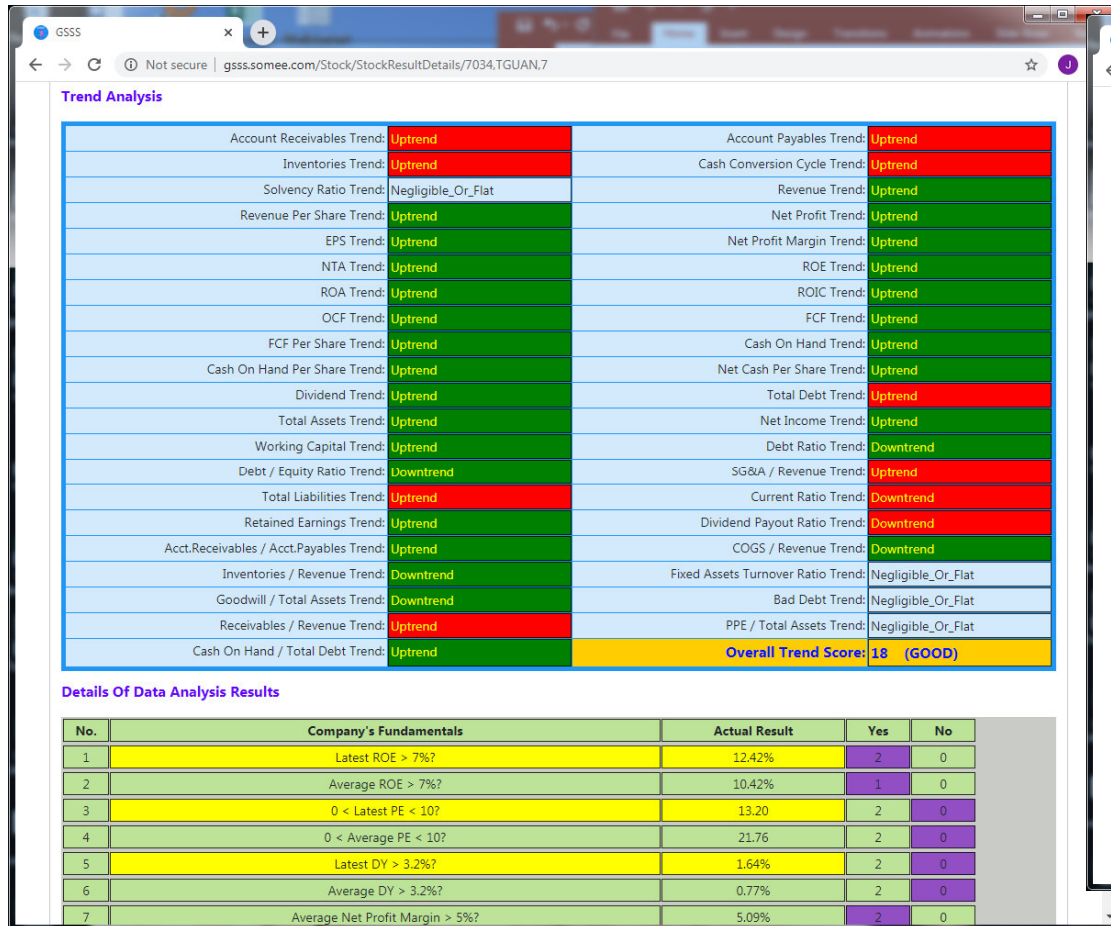 GSSS
Not secure | gsss.somee.com/Stock/StockResultDetails/7034,TGUAN,7
J
Trend Analysis
Account Receivables Trend: Uptrend Account Payables Trend: Uptrend
Inventories Trend: Uptrend Cash Conversion Cycle Trend: Uptrend
Solvency Ratio Trend: Negligible_Or_Flat Revenue Trend: Uptrend
Revenue Per Share Trend: Uptrend Net Profit Trend: Uptrend
EPS Trend: Uptrend Net Profit Margin Trend: Uptrend
NTA Trend: Uptrend ROE Trend: Uptrend
ROA Trend: Uptrend ROIC Trend: Uptrend
OCF Trend: Uptrend FCF Trend: Uptrend
FCF Per Share Trend: Uptrend Cash On Hand Trend: Uptrend
Cash On Hand Per Share Trend: Uptrend Net Cash Per Share Trend: Uptrend
Dividend Trend: Uptrend Total Debt Trend: Uptrend
Total Assets Trend: Uptrend Net Income Trend: Uptrend
Working Capital Trend: Uptrend Debt Ratio Trend: Downtrend
Debt / Equity Ratio Trend: Downtrend SG&A / Revenue Trend: Uptrend
Total Liabilities Trend: Uptrend Current Ratio Trend: Downtrend
Retained Earnings Trend: Uptrend Dividend Payout Ratio Trend: Downtrend
Acct.Receivables / Acct.Payables Trend: Uptrend COGS / Revenue Trend: Downtrend
Inventories / Revenue Trend: Downtrend Fixed Assets Turnover Ratio Trend: Negligible_Or_Flat
Goodwill / Total Assets Trend: Downtrend Bad Debt Trend: Negligible_Or_Flat
Receivables / Revenue Trend: Uptrend PPE / Total Assets Trend: Negligible_Or_Flat
Cash On Hand / Total Debt Trend: Uptrend Overall Trend Score: 18 (GOOD)
Details Of Data Analysis Results
No. Company's Fundamentals Actual Result Yes No
1 Latest ROE > 7%? 12.42% 2 0
2 Average ROE > 7%? 10.42% 1 0
3 0 < Latest PE < 10? 13.20 2 0
4 0 < Average PE < 10? 21.76 2 0
5 Latest DY > 3.2%? 1.64% 2 0
6 Average DY > 3.2%? 0.77% 2 0
7 Average Net Profit Margin > 5%? 5.09% 2 0